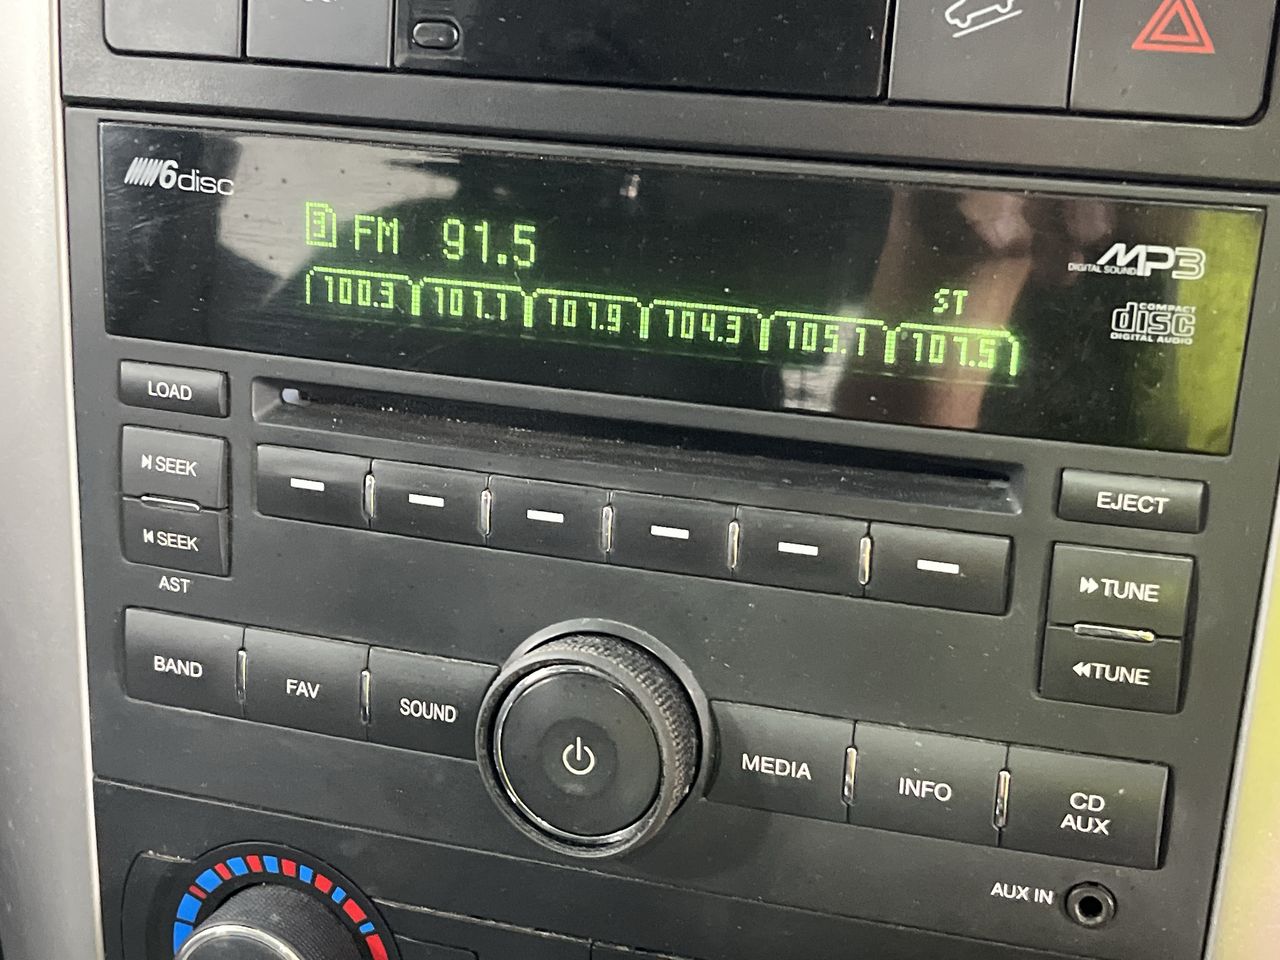 6disc
3 FM 91.5
ST
100.3 101.1 101.9 104.3 105.1 107.5
MP3
DIGITAL SOUND
COMPACT
disc
DIGITAL AUDIO
LOAD
SEEK
SEEK
AST
EJECT
TUNE
TUNE
BAND FAV SOUND
MEDIA INFO CD
AUX
AUX IN